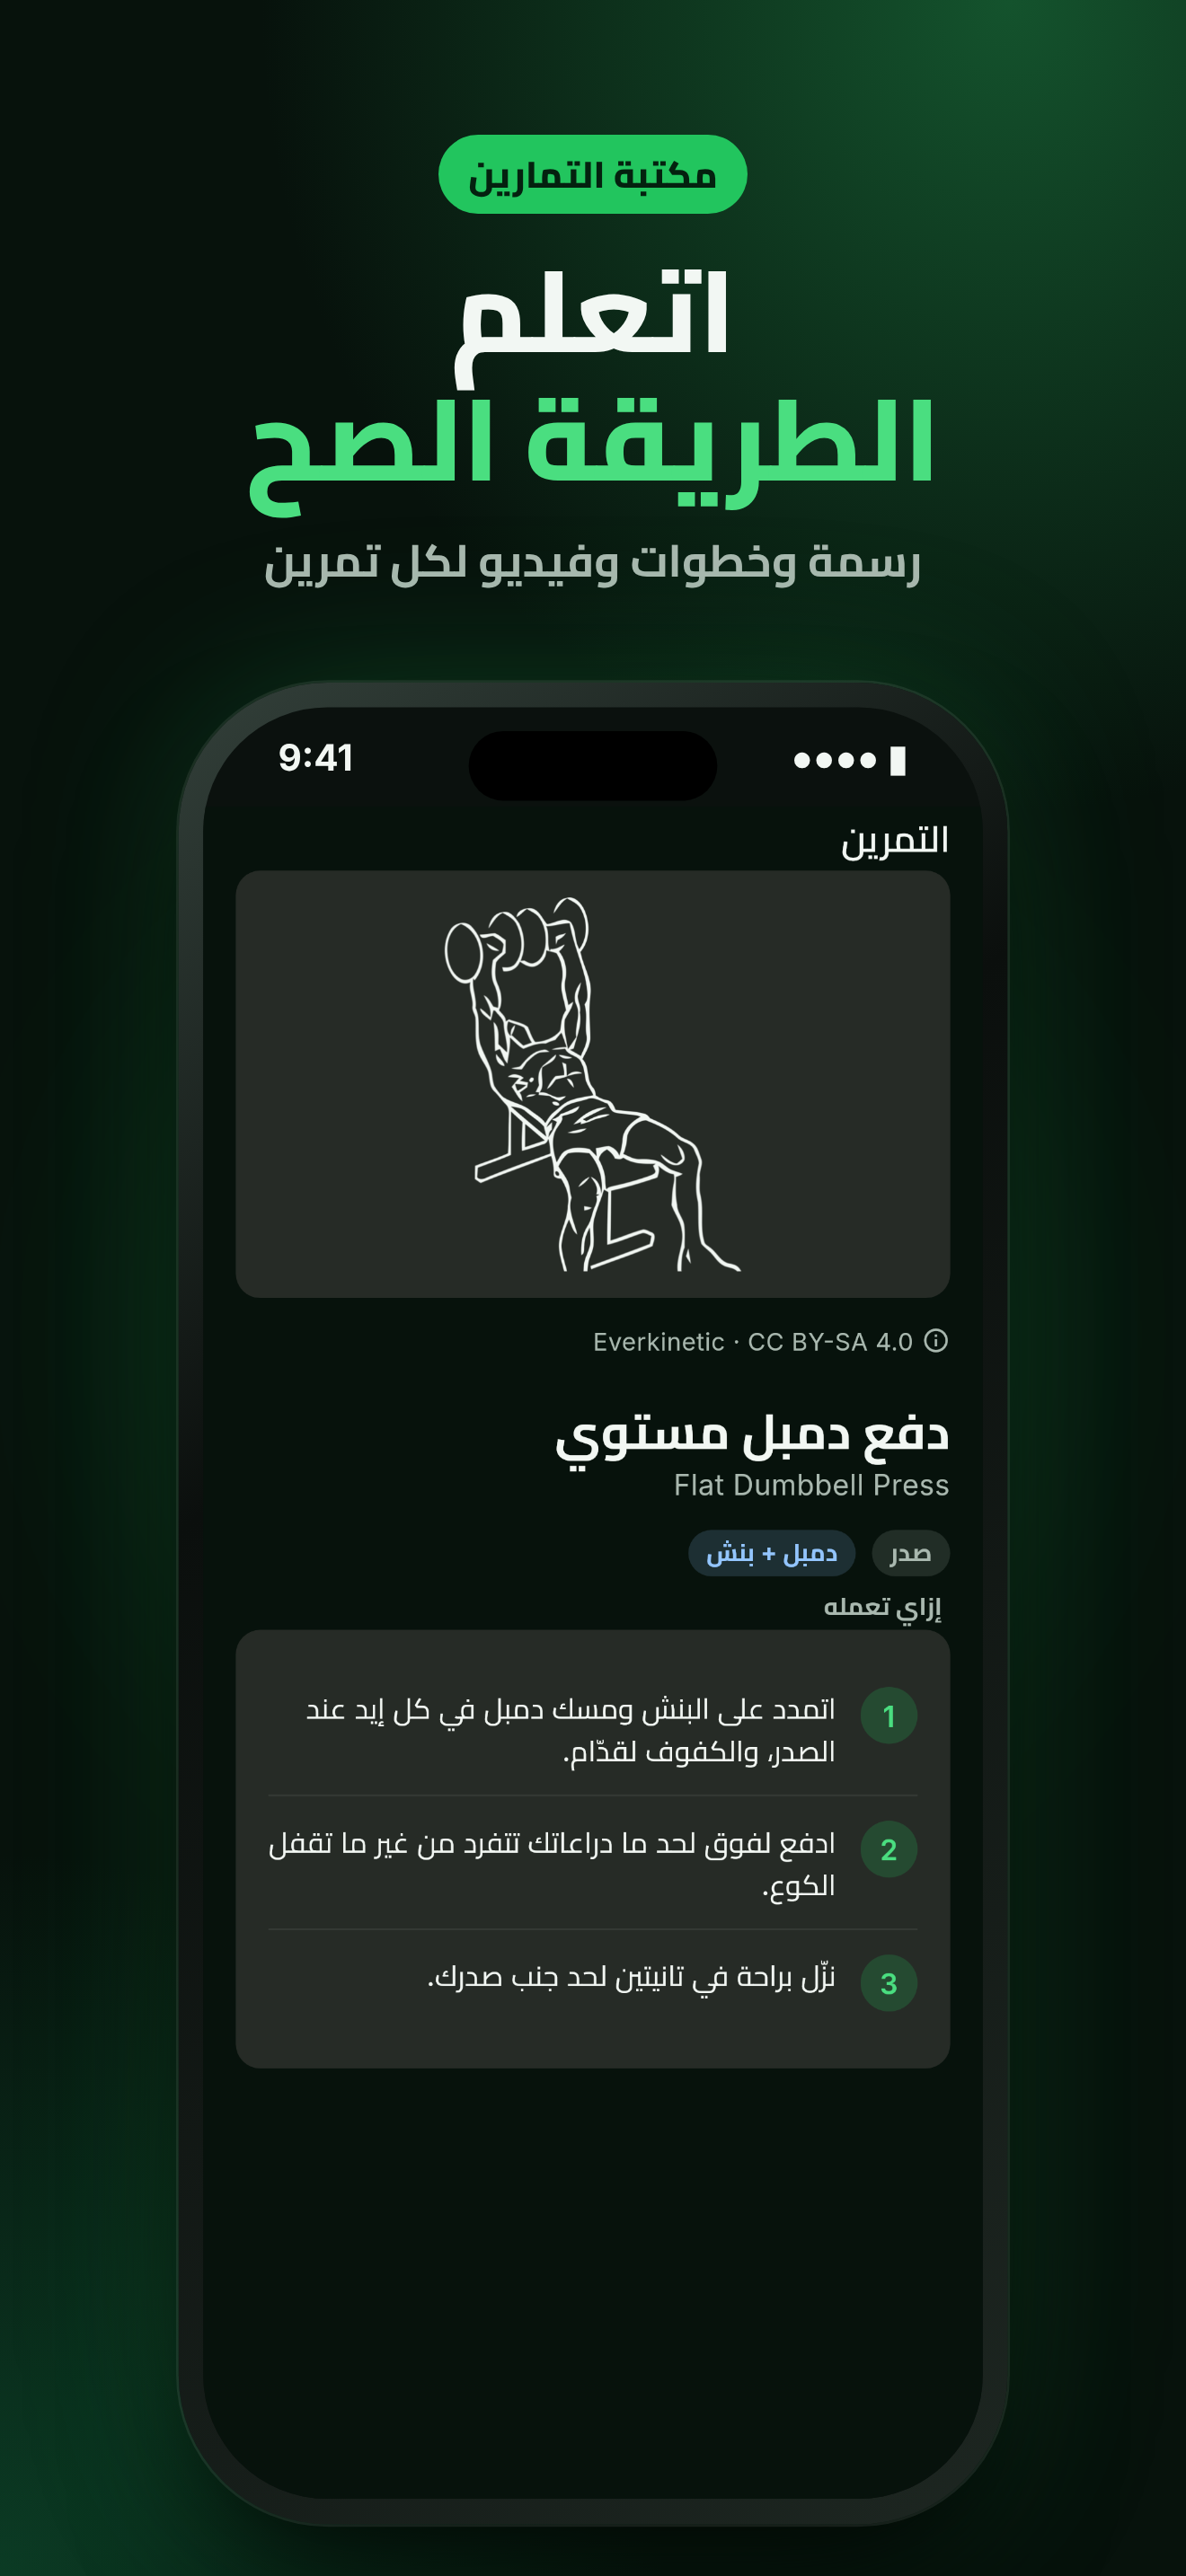 مكتبة التمارين
اتعلم
الطريقة الصح
رسمة وخطوات وفيديو لكل تمرين
9:41
التمرين
Everkinetic · CC BY-SA 4.0
دفع دمبل مستوي
Flat Dumbbell Press
صدر
دمبل + بنش
إزاي تعمله
1
اتمدد على البنش ومسك دمبل في كل إيد عند
الصدر، والكفوف لقدّام.
2
ادفع لفوق لحد ما دراعاتك تتفرد من غير ما تقفل
الكوع.
3
نزّل براحة في تانيتين لحد جنب صدرك.